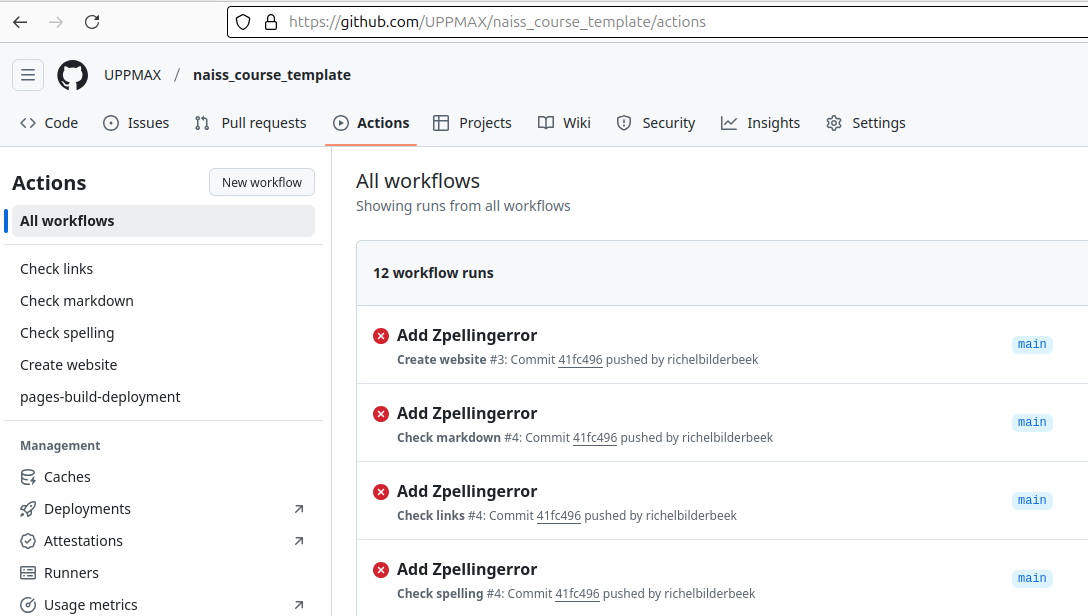 https://github.com/UPPMAX/naiss_course_template/actions
UPPMAX / naiss_course_template
Code Issues Pull requests Actions Projects Wiki Security Insights Settings
Actions
New workflow
All workflows
Check links
Check markdown
Check spelling
Create website
pages-build-deployment
Management
Caches
Deployments
Attestations
Runners
Usage metrics
All workflows
Showing runs from all workflows
12 workflow runs
Add Zpellingerror
Create website #3: Commit 41fc496 pushed by richelbilderbeek
main
Add Zpellingerror
Check markdown #4: Commit 41fc496 pushed by richelbilderbeek
main
Add Zpellingerror
Check links #4: Commit 41fc496 pushed by richelbilderbeek
main
Add Zpellingerror
Check spelling #4: Commit 41fc496 pushed by richelbilderbeek
main